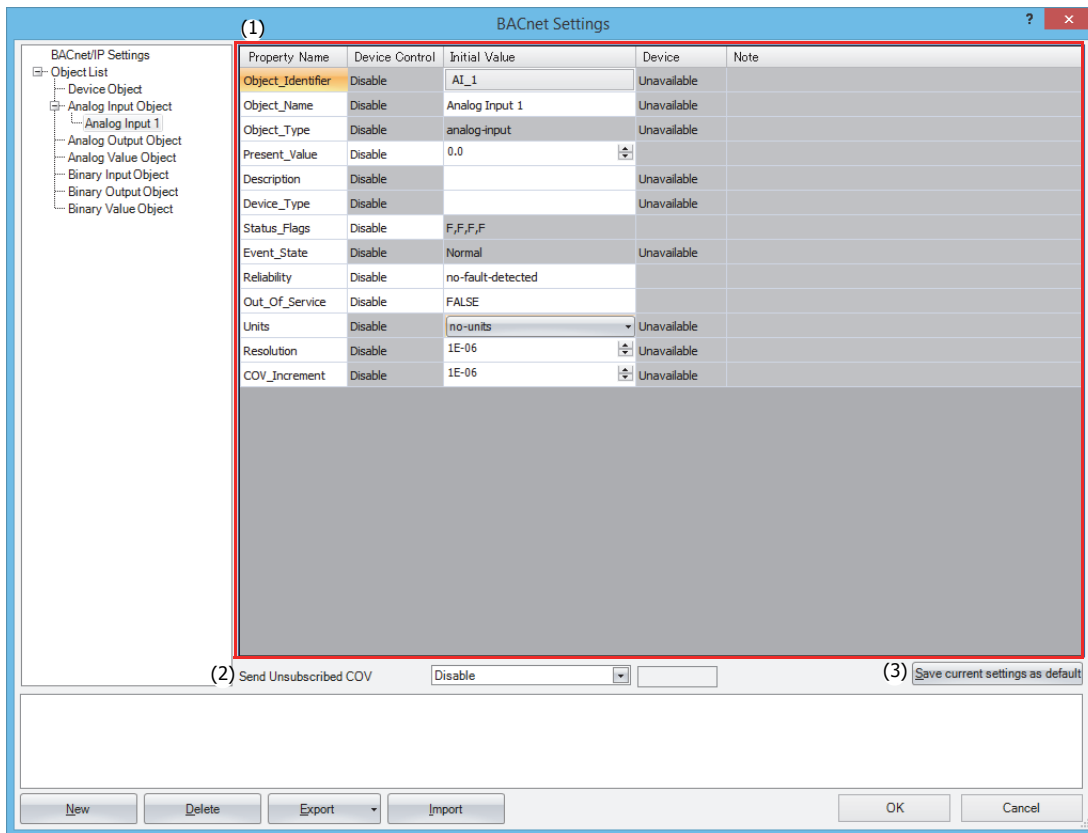 BACnet Settings
?
×
(1)
BACnet/IP Settings
Object List
Device Object
Analog Input Object
Analog Input 1
Analog Output Object
Analog Value Object
Binary Input Object
Binary Output Object
Binary Value Object
Property Name Device Control Initial Value Device Note
Object_Identifier Disable AI_1 Unavailable
Object_Name Disable Analog Input 1 Unavailable
Object_Type Disable analog-input Unavailable
Present_Value Disable 0.0
Description Disable Unavailable
Device_Type Disable Unavailable
Status_Flags Disable F,F,F,F
Event_State Disable Normal Unavailable
Reliability Disable no-fault-detected
Out_Of_Service Disable FALSE
Units Disable no-units Unavailable
Resolution Disable 1E-06 Unavailable
COV_Increment Disable 1E-06 Unavailable
(2) Send Unsubscribed COV Disable (3) Save current settings as default
New Delete Export Import OK Cancel